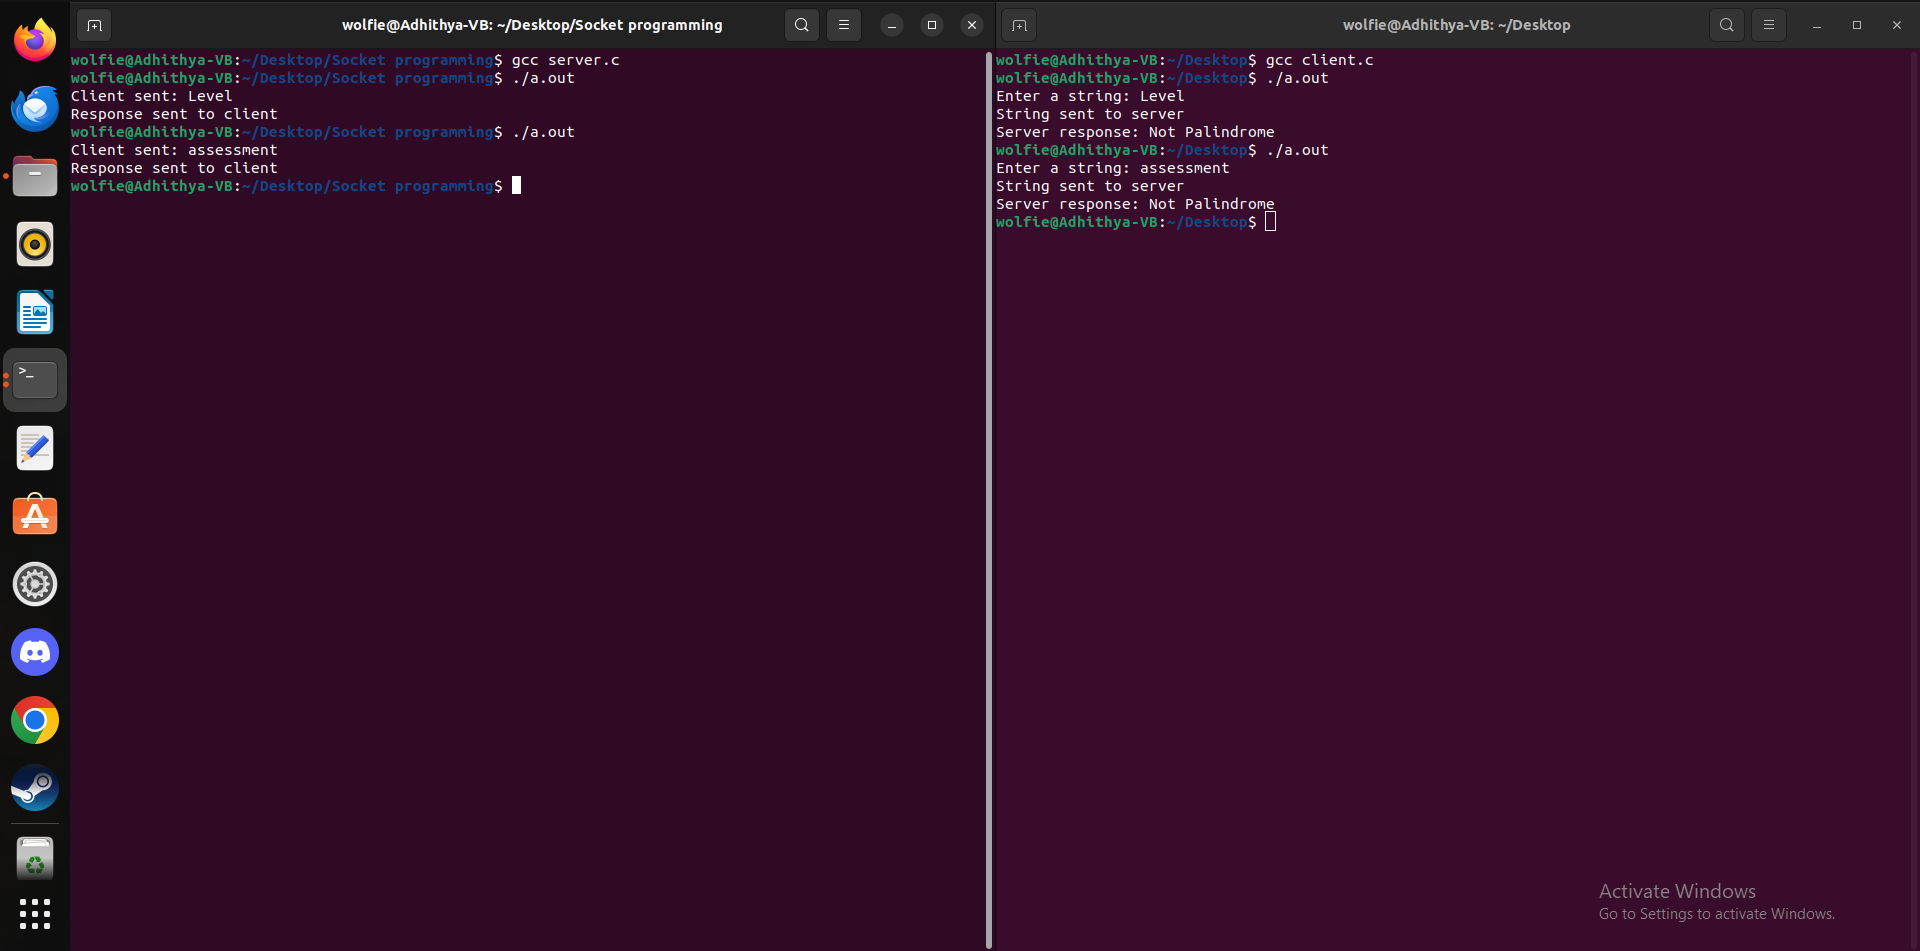 wolfie@Adhithya-VB: ~/Desktop/Socket programming
wolfie@Adhithya-VB:~/Desktop/Socket programming$ gcc server.c
wolfie@Adhithya-VB:~/Desktop/Socket programming$ ./a.out
Client sent: Level
Response sent to client
wolfie@Adhithya-VB:~/Desktop/Socket programming$ ./a.out
Client sent: assessment
Response sent to client
wolfie@Adhithya-VB:~/Desktop/Socket programming$
wolfie@Adhithya-VB: ~/Desktop
wolfie@Adhithya-VB:~/Desktop$ gcc client.c
wolfie@Adhithya-VB:~/Desktop$ ./a.out
Enter a string: Level
String sent to server
Server response: Not Palindrome
wolfie@Adhithya-VB:~/Desktop$ ./a.out
Enter a string: assessment
String sent to server
Server response: Not Palindrome
wolfie@Adhithya-VB:~/Desktop$
Activate Windows
Go to Settings to activate Windows.